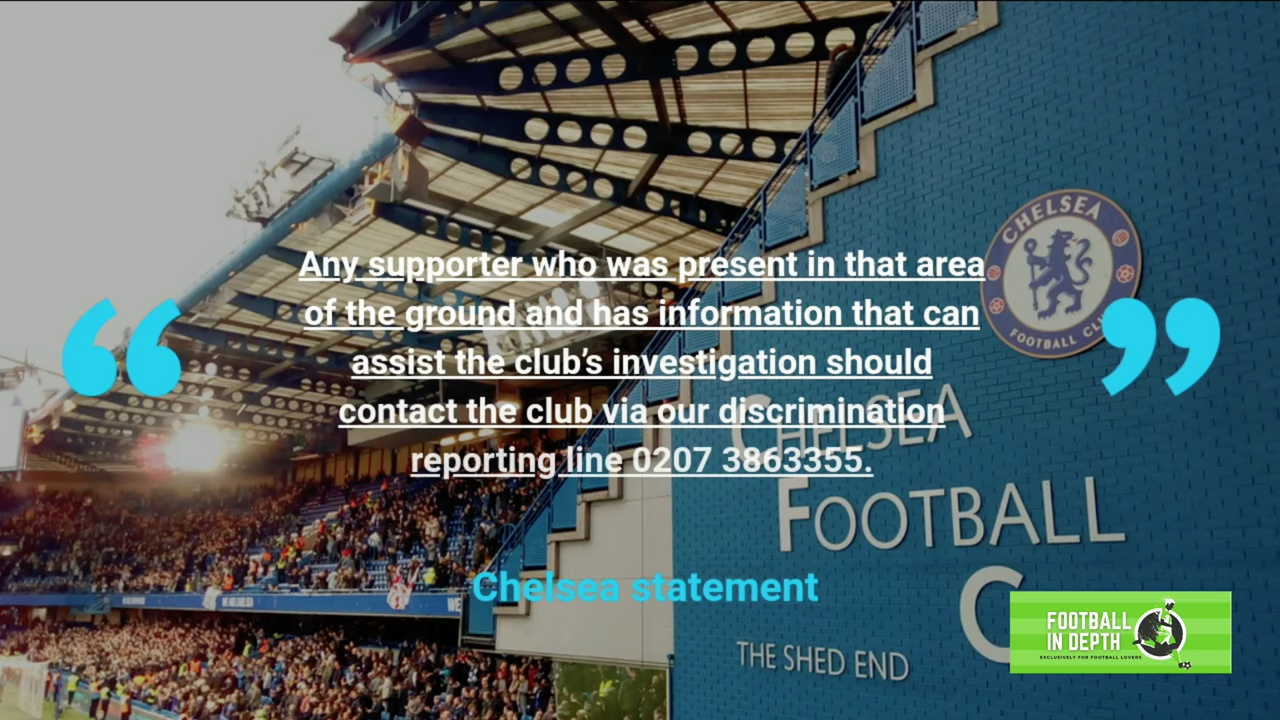 CHELSEA
FOOTBALL CLU
“
Any supporter who was present in that area
of the ground and has information that can
assist the club’s investigation should
contact the club via our discrimination
reporting line 0207 3863355.
”
Chelsea statement
CHELSEA
FOOTBALL
C
THE SHED END
WE
FOOTBALL
IN DEPTH
EXCLUSIVELY FOR FOOTBALL LOVERS